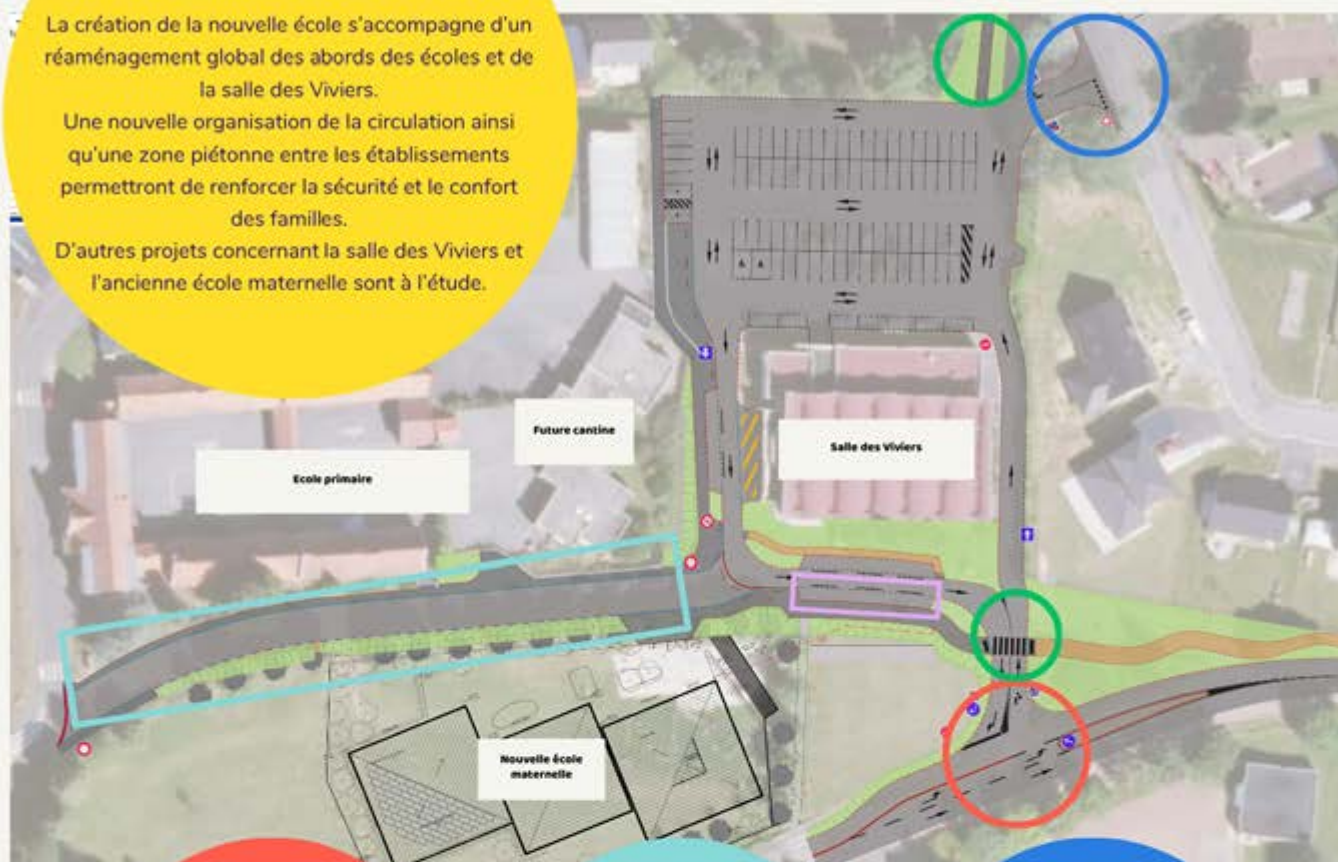 La création de la nouvelle école s'accompagne d'un
réaménagement global des abords des écoles et de
la salle des Viviers.
Une nouvelle organisation de la circulation ainsi
qu'une zone piétonne entre les établissements
permettront de renforcer la sécurité et le confort
des familles.
D'autres projets concernant la salle des Viviers et
l'ancienne école maternelle sont à l'étude.
Future cantine
Salle des Viviers
Ecole primaire
Nouvelle école
maternelle